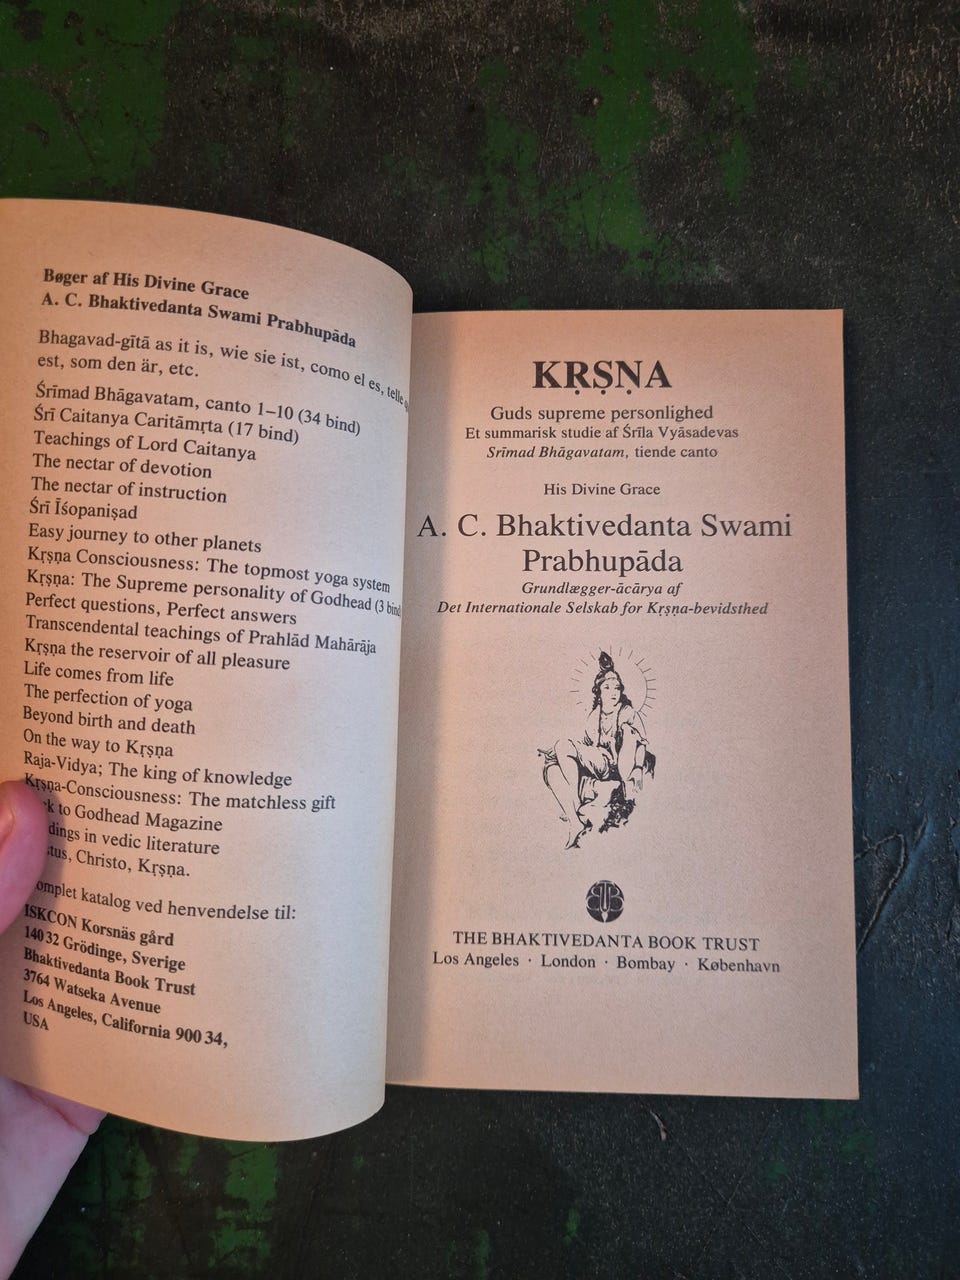 Bøger af His Divine Grace
A. C. Bhaktivedanta Swami Prabhupāda
Bhagavad-gītā as it is, wie sie ist, como el es, telle
est, som den är, etc.
Śrīmad Bhāgavatam, canto 1–10 (34 bind)
Śrī Caitanya Caritāmṛta (17 bind)
Teachings of Lord Caitanya
The nectar of devotion
The nectar of instruction
Śrī Īśopaniṣad
Easy journey to other planets
Kṛṣṇa Consciousness: The topmost yoga system
Kṛṣṇa: The Supreme personality of Godhead (3 bind
Perfect questions, Perfect answers
Transcendental teachings of Prahlād Mahārāja
Kṛṣṇa the reservoir of all pleasure
Life comes from life
The perfection of yoga
Beyond birth and death
On the way to Kṛṣṇa
Raja-Vidya; The king of knowledge
Kṛṣṇa-Consciousness: The matchless gift
to Godhead Magazine
in vedic literature
Christo, Kṛṣṇa.
katalog ved henvendelse til:
ISKCON Korsnäs gård
140 32 Grödinge, Sverige
Bhaktivedanta Book Trust
3764 Watseka Avenue
Los Angeles, California 900 34,
USA
KṚṢṆA
Guds supreme personlighed
Et summarisk studie af Śrīla Vyāsadevas
Srīmad Bhāgavatam, tiende canto
His Divine Grace
A. C. Bhaktivedanta Swami
Prabhupāda
Grundlægger-ācārya af
Det Internationale Selskab for Kṛṣṇa-bevidsthed
BBT
THE BHAKTIVEDANTA BOOK TRUST
Los Angeles · London · Bombay · København